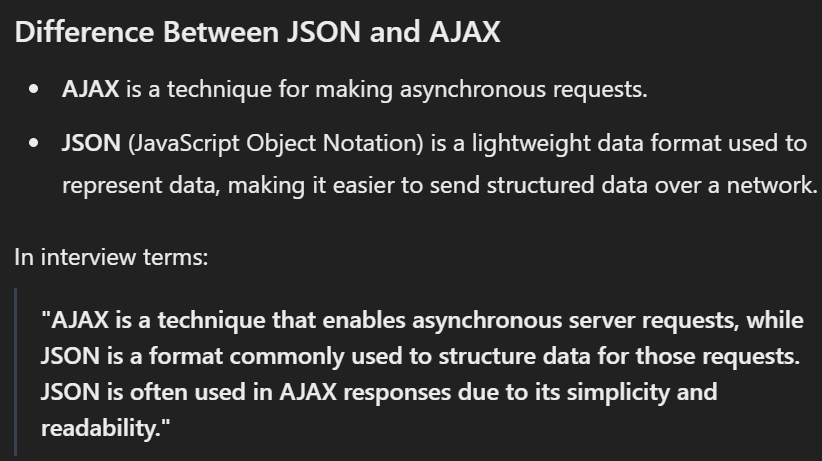 Difference Between JSON and AJAX
• AJAX is a technique for making asynchronous requests.
• JSON (JavaScript Object Notation) is a lightweight data format used to
represent data, making it easier to send structured data over a network.
In interview terms:
"AJAX is a technique that enables asynchronous server requests, while
JSON is a format commonly used to structure data for those requests.
JSON is often used in AJAX responses due to its simplicity and
readability."